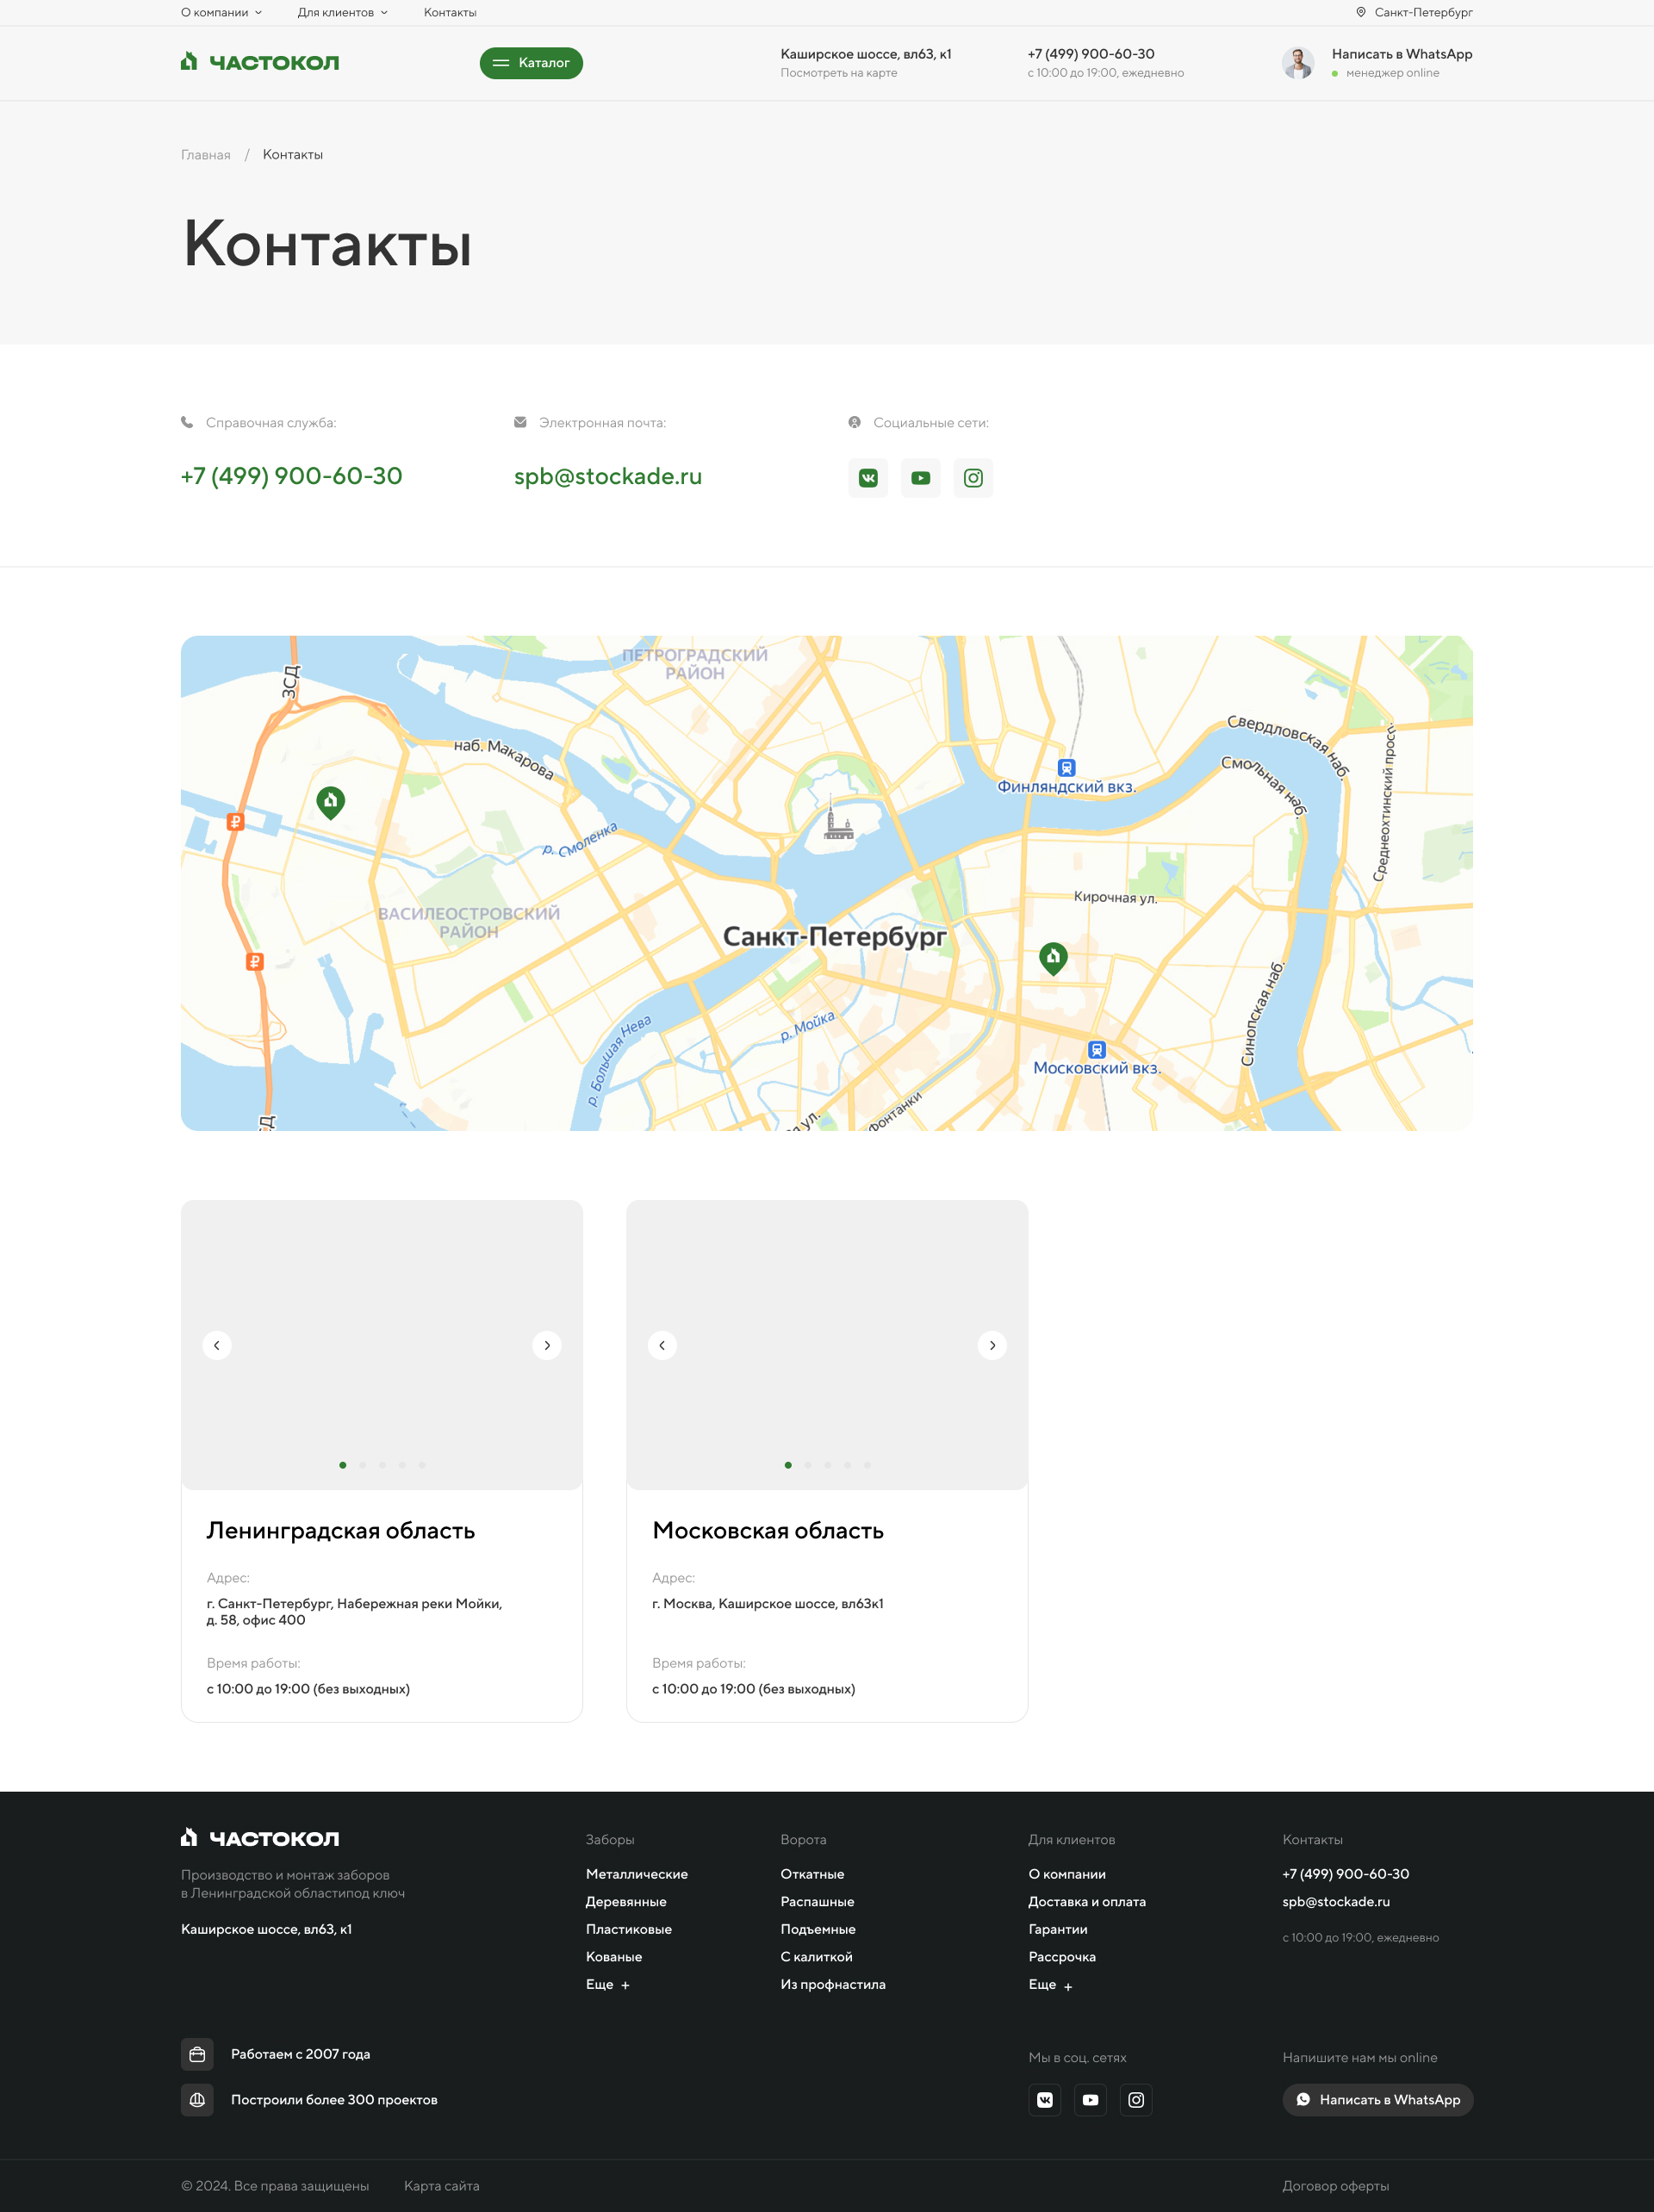 О компании
Для клиентов
Контакты
Санкт-Петербург
ЧАСТОКОЛ
Каталог
Каширское шоссе, вл63, к1
Посмотреть на карте
+7 (499) 900-60-30
с 10:00 до 19:00, ежедневно
Написать в WhatsApp
менеджер online
Главная / Контакты
Контакты
Справочная служба:
+7 (499) 900-60-30
Электронная почта:
spb@stockade.ru
Социальные сети:
ПЕТРОГРАДСКИЙ
РАЙОН
ЗСД
наб. Макарова
Свердловская наб.
Смольная наб.
Финляндский вкз.
р. Смоленка
Кирочная ул.
ВАСИЛЕОСТРОВСКИЙ
РАЙОН
Санкт-Петербург
Синопская наб.
р. Мойка
р. Большая Нева
Московский вкз.
Фонтанки
Ленинградская область
Адрес:
г. Санкт-Петербург, Набережная реки Мойки,
д. 58, офис 400
Время работы:
с 10:00 до 19:00 (без выходных)
Московская область
Адрес:
г. Москва, Каширское шоссе, вл63к1
Время работы:
с 10:00 до 19:00 (без выходных)
ЧАСТОКОЛ
Производство и монтаж заборов
в Ленинградской областипод ключ
Каширское шоссе, вл63, к1
Заборы
Металлические
Деревянные
Пластиковые
Кованые
Еще +
Ворота
Откатные
Распашные
Подъемные
С калиткой
Из профнастила
Для клиентов
О компании
Доставка и оплата
Гарантии
Рассрочка
Еще +
Контакты
+7 (499) 900-60-30
spb@stockade.ru
с 10:00 до 19:00, ежедневно
Работаем с 2007 года
Построили более 300 проектов
Мы в соц. сетях
Напишите нам мы online
Написать в WhatsApp
© 2024. Все права защищены
Карта сайта
Договор оферты